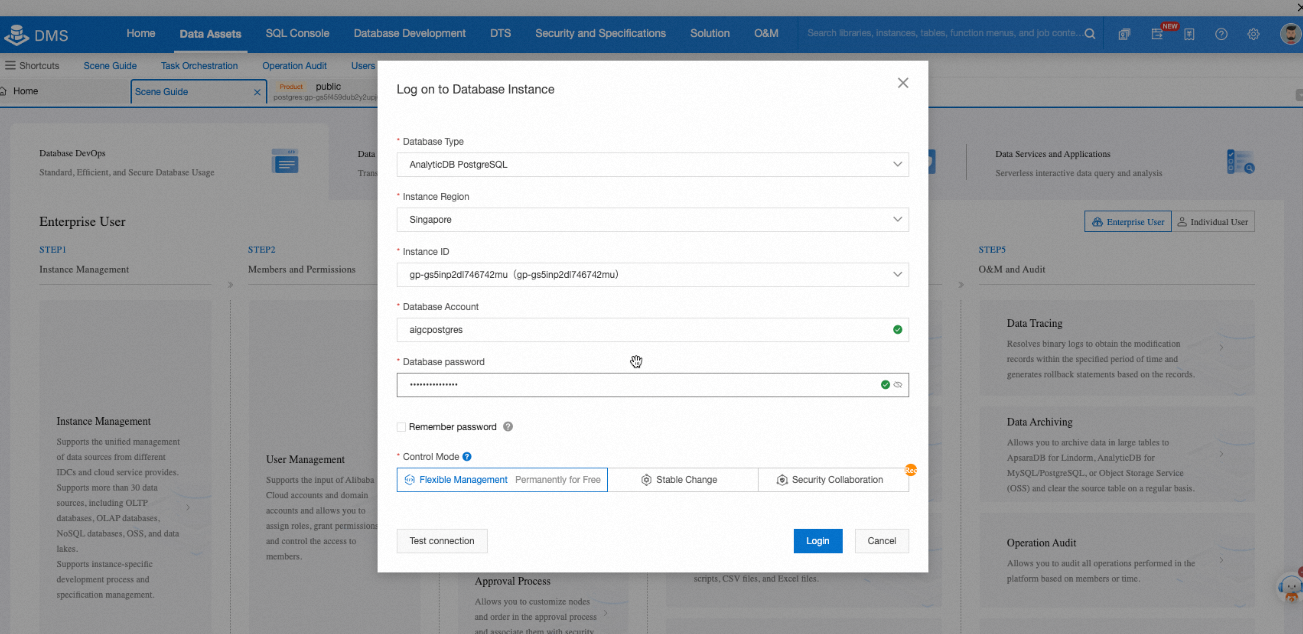 DMS
Home Data Assets SQL Console Database Development DTS Security and Specifications Solution O&M Search libraries, instances, tables, function menus, and job conte...
NEW
Shortcuts Scene Guide Task Orchestration Operation Audit Users
Home Scene Guide Product public
Log on to Database Instance
* Database Type
AnalyticDB PostgreSQL
* Instance Region
Singapore
* Instance ID
gp-gs5inp2dl746742mu（gp-gs5inp2dl746742mu）
* Database Account
aigcpostgres
* Database password
•••••••••••••••
Remember password
* Control Mode
Flexible Management Permanently for Free
Stable Change
Security Collaboration
Rec
Test connection
Login
Cancel
Database DevOps
Standard, Efficient, and Secure Database Usage
Data
Data Services and Applications
Serverless interactive data query and analysis
Enterprise User
Enterprise User Individual User
STEP1
Instance Management
STEP2
Members and Permissions
STEP5
O&M and Audit
Instance Management
Supports the unified management
of data sources from different
IDCs and cloud service provides.
Supports more than 30 data
sources, including OLTP
databases, OLAP databases,
NoSQL databases, OSS, and data
lakes.
Supports instance-specific
development process and
specification management.
User Management
Supports the input of Alibaba
Cloud accounts and domain
accounts and allows you to
assign roles, grant permissions
and control the access to
members.
Approval Process
Allows you to customize nodes
and order in the approval process
and associate them with security
scripts, CSV files, and Excel files.
Data Tracing
Resolves binary logs to obtain the modification
records within the specified period of time and
generates rollback statements based on the records.
Data Archiving
Allows you to archive data in large tables to
ApsaraDB for Lindorm, AnalyticDB for
MySQL/PostgreSQL, or Object Storage Service
(OSS) and clear the source table on a regular basis.
Operation Audit
Allows you to audit all operations performed in the
platform based on members or time.